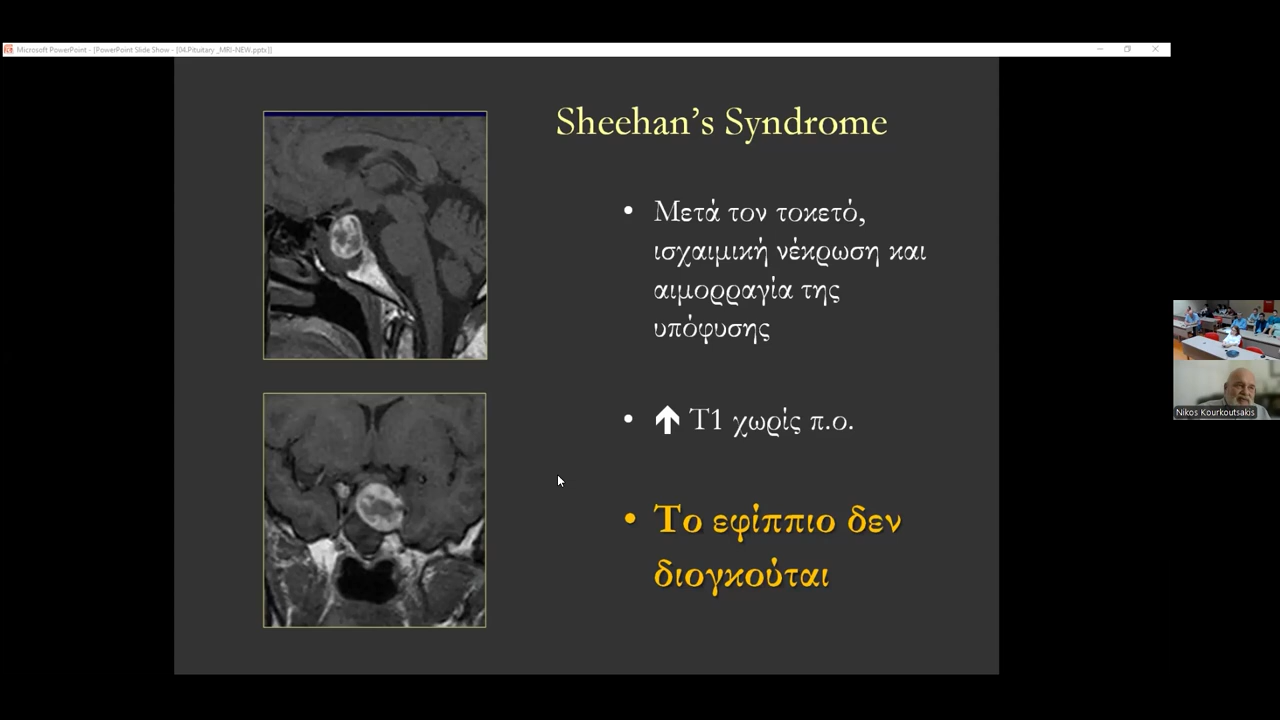 Microsoft PowerPoint - [PowerPoint Slide Show - [04.Pituitary _MRI-NEW.pptx]]
Sheehan’s Syndrome
• Μετά τον τοκετό,
ισχαιμική νέκρωση και
αιμορραγία της
υπόφυσης
• ↑ Τ1 χωρίς π.ο.
• Το εφίππιο δεν
διογκούται
Nikos Kourkoutsakis